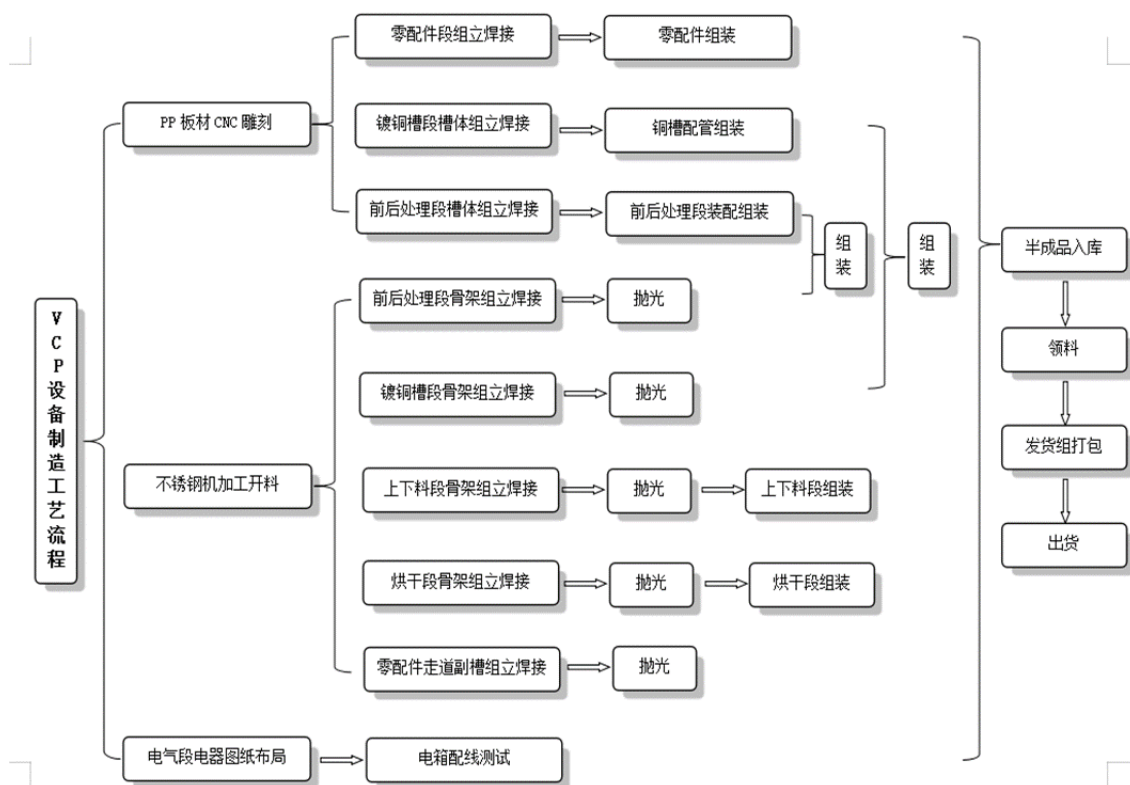 VCP设备制造工艺流程
PP 板材 CNC 雕刻
零配件段组立焊接
零配件组装
镀铜槽段槽体组立焊接
铜槽配管组装
前后处理段槽体组立焊接
前后处理段装配组装
组装
组装
不锈钢机加工开料
前后处理段骨架组立焊接
抛光
镀铜槽段骨架组立焊接
抛光
上下料段骨架组立焊接
抛光
上下料段组装
烘干段骨架组立焊接
抛光
烘干段组装
零配件走道副槽组立焊接
抛光
电气段电器图纸布局
电箱配线测试
半成品入库
领料
发货组打包
出货